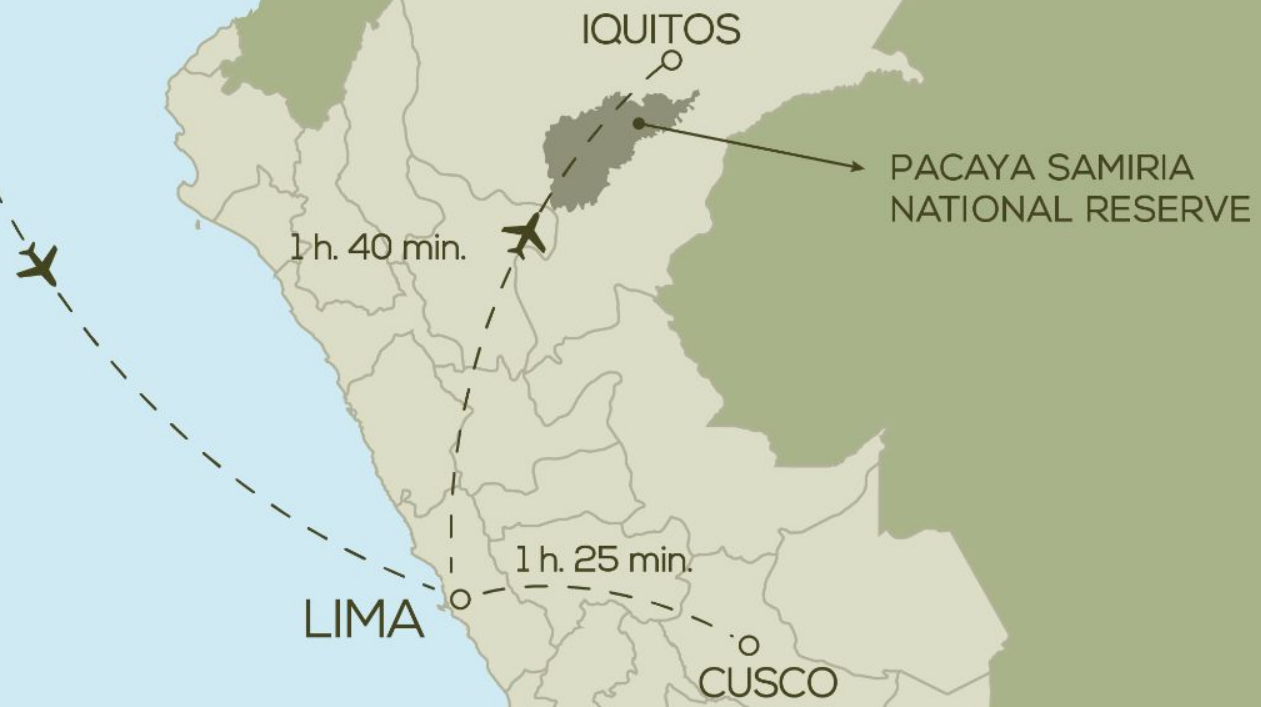 IQUITOS
PACAYA SAMIRIA
NATIONAL RESERVE
1 h. 40 min.
1 h. 25 min.
LIMA
CUSCO